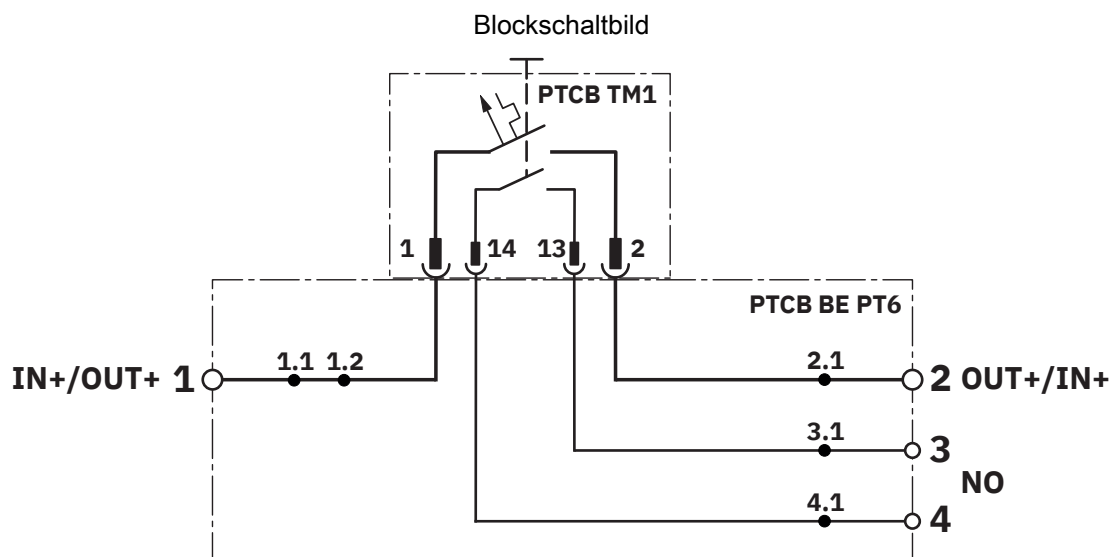 Blockschaltbild
PTCB TM1
1 14 13 2
PTCB BE PT6
1.1 1.2 2.1
IN+/OUT+ 1 2 OUT+/IN+
3.1
3
NO
4.1
4